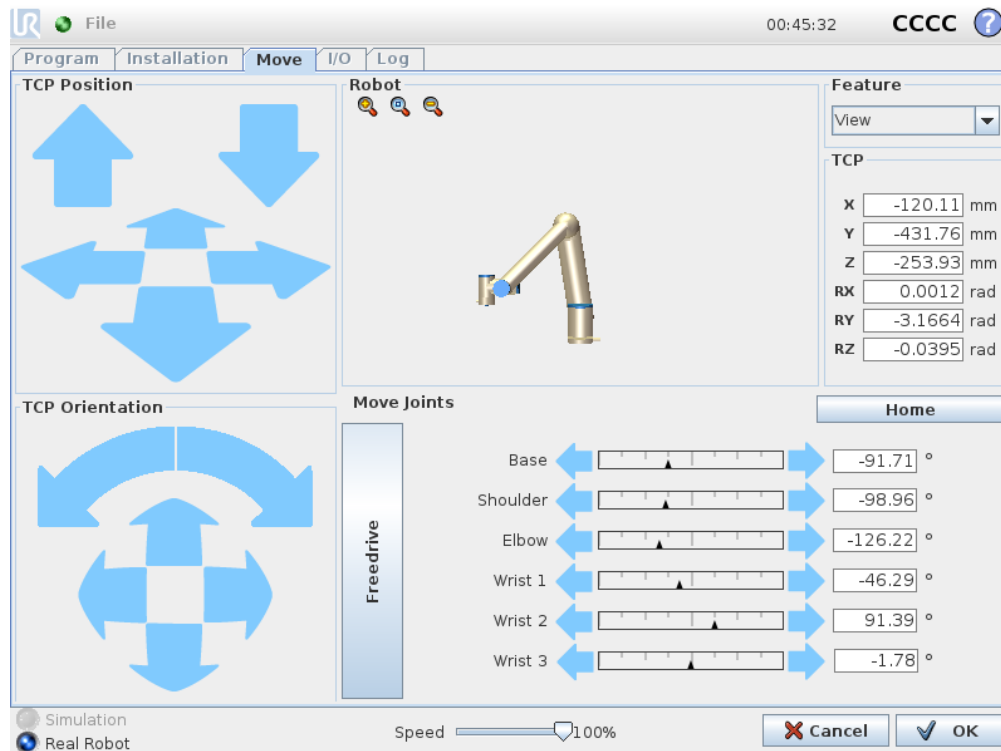 UR File 00:45:32 CCCC ?
Program Installation Move I/O Log
TCP Position
Robot
Feature
View
TCP
X -120.11 mm
Y -431.76 mm
Z -253.93 mm
RX 0.0012 rad
RY -3.1664 rad
RZ -0.0395 rad
TCP Orientation
Move Joints
Home
Freedrive
Base -91.71 °
Shoulder -98.96 °
Elbow -126.22 °
Wrist 1 -46.29 °
Wrist 2 91.39 °
Wrist 3 -1.78 °
Simulation
Real Robot
Speed 100%
Cancel OK